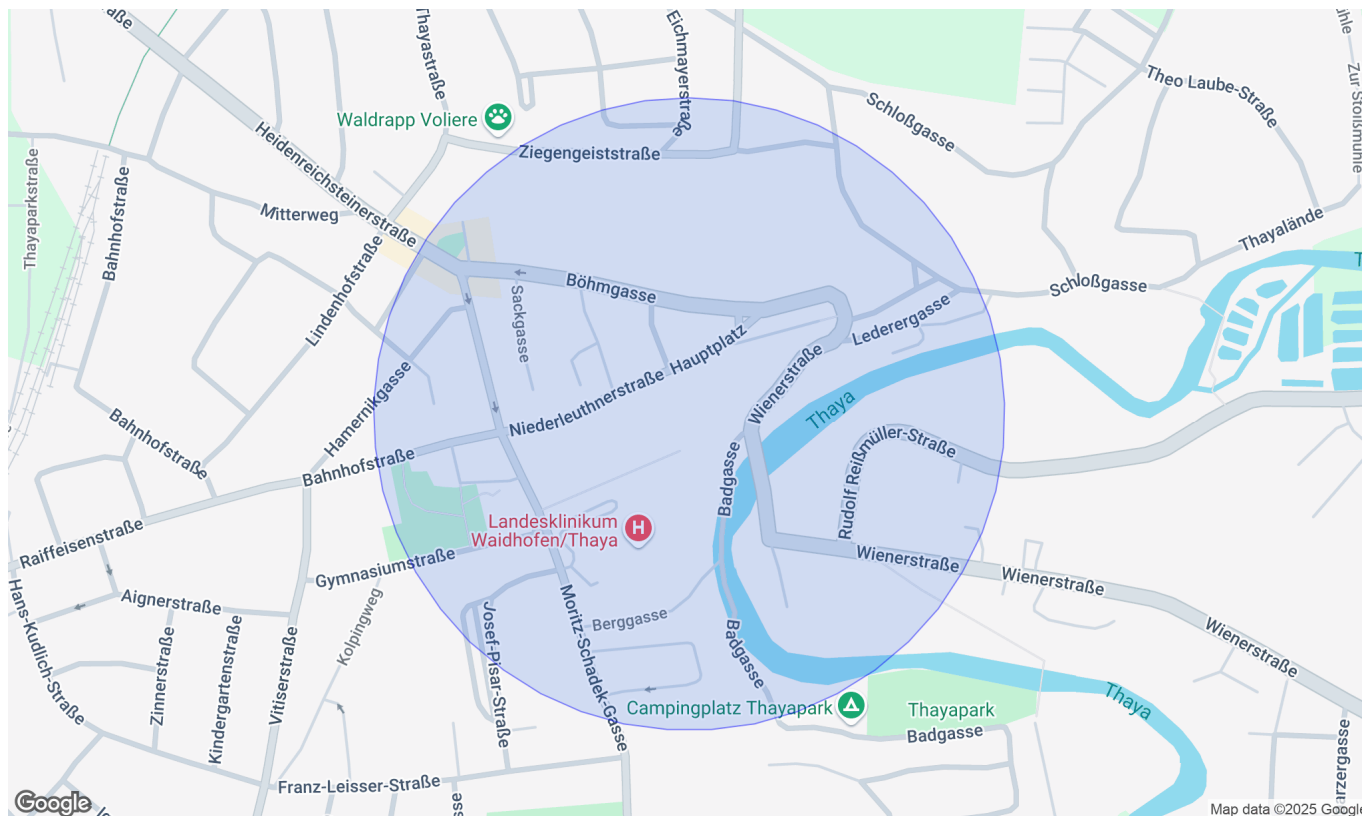 Thayastraße
Eichmayerstraße
Zur Stoißmühle
Theo Laube-Straße
Schloßgasse
Waldrapp Voliere
Ziegengeiststraße
Heidenreichsteinerstraße
Thayaparkstraße
Bahnhofstraße
Mitterweg
Lindenhofstraße
Thayalände
Böhmgasse
Sackgasse
Schloßgasse
Lederergasse
Hauptplatz
Niederleuthnerstraße
Wienerstraße
Thaya
Hamernikgasse
Bahnhofstraße
Bahnhofstraße
Badgasse
Rudolf Reißmüller-Straße
Raiffeisenstraße
Landesklinikum
Waidhofen/Thaya
Gymnasiumstraße
Wienerstraße
Wienerstraße
Wienerstraße
Hans-Kudlich-Straße
Aignerstraße
Zinnerstraße
Kindergartenstraße
Vitiserstraße
Kolpingweg
Josef-Pisar-Straße
Moritz-Schadek-Gasse
Berggasse
Badgasse
Campingplatz Thayapark
Thayapark
Badgasse
Thaya
Franz-Leisser-Straße
Google
Map data ©2025 Google